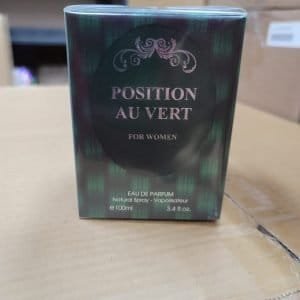 POSITION
AU VERT
FOR WOMEN
EAU DE PARFUM
Natural Spray - Vaporisateur
℮100ml 3.4 fl.oz.